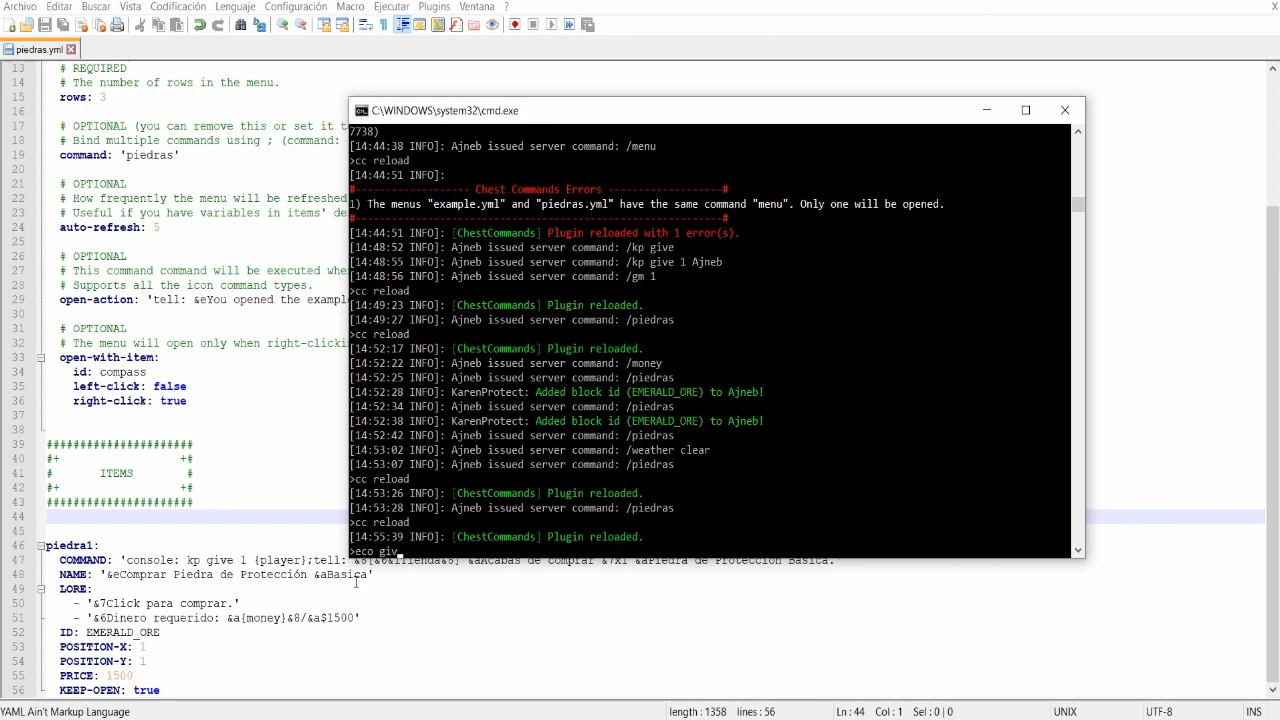 Archivo Editar Buscar Vista Codificación Lenguaje Configuración Macro Ejecutar Plugins Ventana ? X
piedras.yml
13 # REQUIRED
14 # The number of rows in the menu.
15 rows: 3
16
17 # OPTIONAL (you can remove this or set it t
18 # Bind multiple commands using ; (command:
19 command: 'piedras'
20
21 # OPTIONAL
22 # How frequently the menu will be refreshed
23 # Useful if you have variables in items' de
24 auto-refresh: 5
25
26 # OPTIONAL
27 # This command command will be executed whe
28 # Supports all the icon command types.
29 open-action: 'tell: &eYou opened the examp
30
31 # OPTIONAL
32 # The menu will open only when right-clicki
33 open-with-item:
34 id: compass
35 left-click: false
36 right-click: true
37
38
39 ######################
40 #+ +#
41 # ITEMS #
42 #+ +#
43 ######################
44
45
46 piedra1:
47 COMMAND: 'console: kp give 1 {player};tell: &8[&6&lTienda&8] &aAcabas de comprar &7x1 &aPiedra de Protección Basica.'
48 NAME: '&eComprar Piedra de Protección &aBasica'
49 LORE:
50 - '&7Click para comprar.'
51 - '&6Dinero requerido: &a{money}&8/&a$1500'
52 ID: EMERALD_ORE
53 POSITION-X: 1
54 POSITION-Y: 1
55 PRICE: 1500
56 KEEP-OPEN: true
C:\WINDOWS\system32\cmd.exe
7738)
[14:44:38 INFO]: Ajneb issued server command: /menu
>cc reload
[14:44:51 INFO]:
#------------------ Chest Commands Errors -------------------#
1) The menus "example.yml" and "piedras.yml" have the same command "menu". Only one will be opened.
#------------------------------------------------------------#
[14:44:51 INFO]: [ChestCommands] Plugin reloaded with 1 error(s).
[14:48:52 INFO]: Ajneb issued server command: /kp give
[14:48:55 INFO]: Ajneb issued server command: /kp give 1 Ajneb
[14:48:56 INFO]: Ajneb issued server command: /gm 1
>cc reload
[14:49:23 INFO]: [ChestCommands] Plugin reloaded.
[14:49:27 INFO]: Ajneb issued server command: /piedras
>cc reload
[14:52:17 INFO]: [ChestCommands] Plugin reloaded.
[14:52:22 INFO]: Ajneb issued server command: /money
[14:52:25 INFO]: Ajneb issued server command: /piedras
[14:52:28 INFO]: KarenProtect: Added block id (EMERALD_ORE) to Ajneb!
[14:52:34 INFO]: Ajneb issued server command: /piedras
[14:52:38 INFO]: KarenProtect: Added block id (EMERALD_ORE) to Ajneb!
[14:52:42 INFO]: Ajneb issued server command: /piedras
[14:53:02 INFO]: Ajneb issued server command: /weather clear
[14:53:07 INFO]: Ajneb issued server command: /piedras
>cc reload
[14:53:26 INFO]: [ChestCommands] Plugin reloaded.
[14:53:28 INFO]: Ajneb issued server command: /piedras
>cc reload
[14:55:39 INFO]: [ChestCommands] Plugin reloaded.
>eco giv
YAML Ain't Markup Language length : 1358 lines : 56 Ln : 44 Col : 1 Sel : 0 | 0 UNIX UTF-8 INS